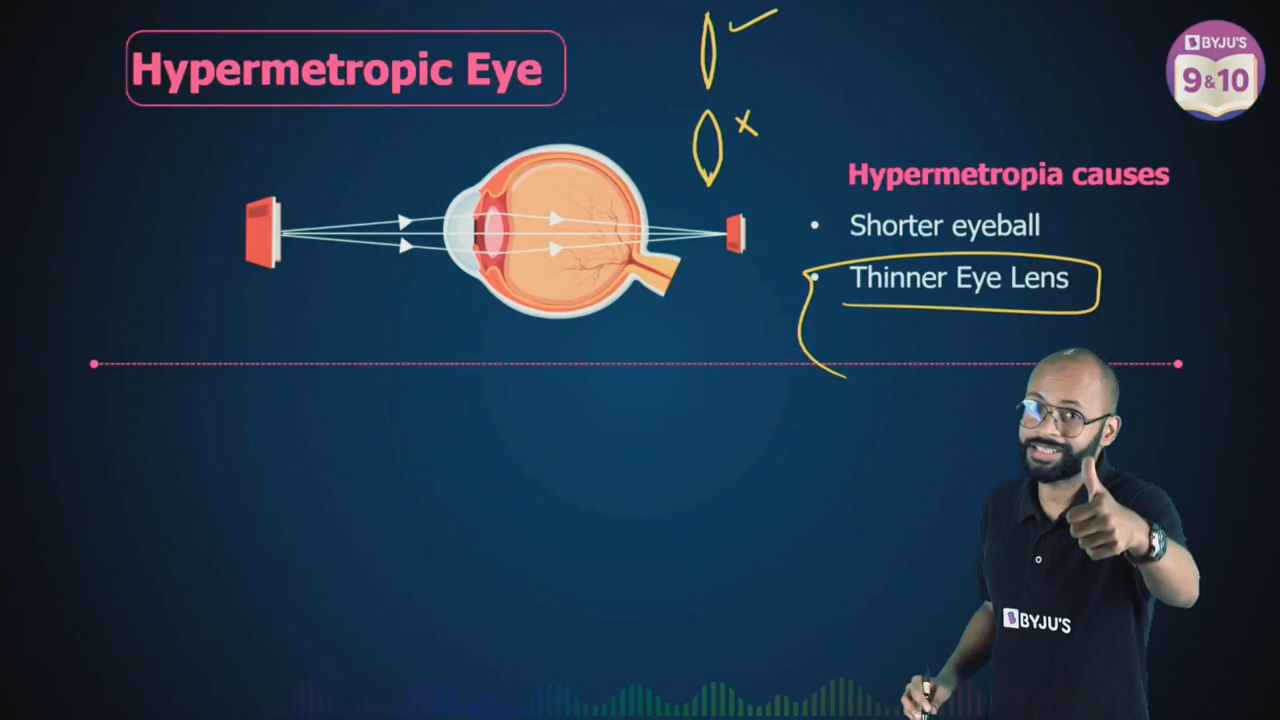 Hypermetropic Eye
BYJU'S
9 & 10
Hypermetropia causes
• Shorter eyeball
• Thinner Eye Lens
BYJU'S